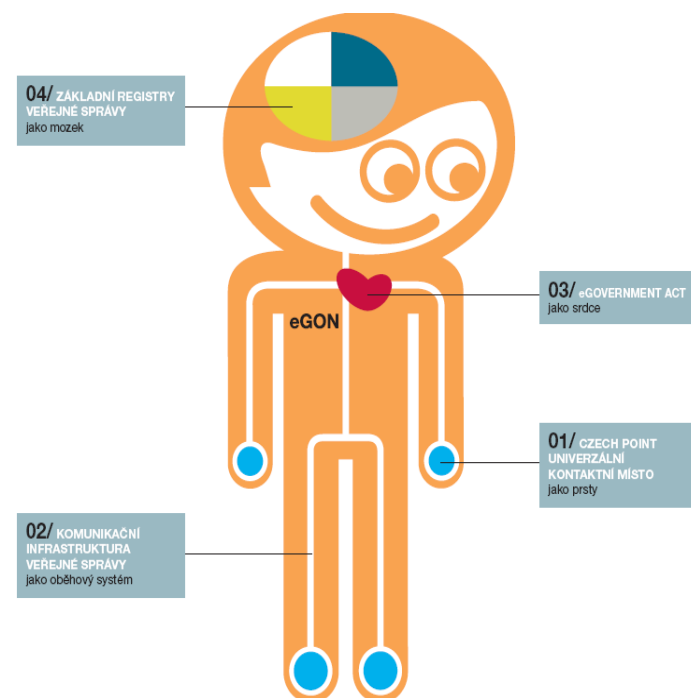 04/ ZÁKLADNÍ REGISTRY
VEŘEJNÉ SPRÁVY
jako mozek
03/ eGOVERNMENT ACT
jako srdce
eGON
01/ CZECH POINT
UNIVERZÁLNÍ
KONTAKTNÍ MÍSTO
jako prsty
02/ KOMUNIKAČNÍ
INFRASTRUKTURA
VEŘEJNÉ SPRÁVY
jako oběhový systém